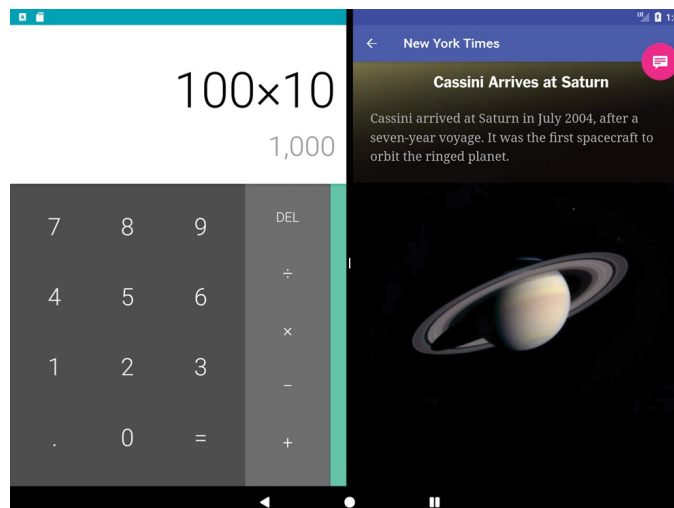 100×10
1,000
7 8 9 DEL
÷
4 5 6
×
1 2 3
−
. 0 = +
New York Times
Cassini Arrives at Saturn
Cassini arrived at Saturn in July 2004, after a
seven-year voyage. It was the first spacecraft to
orbit the ringed planet.